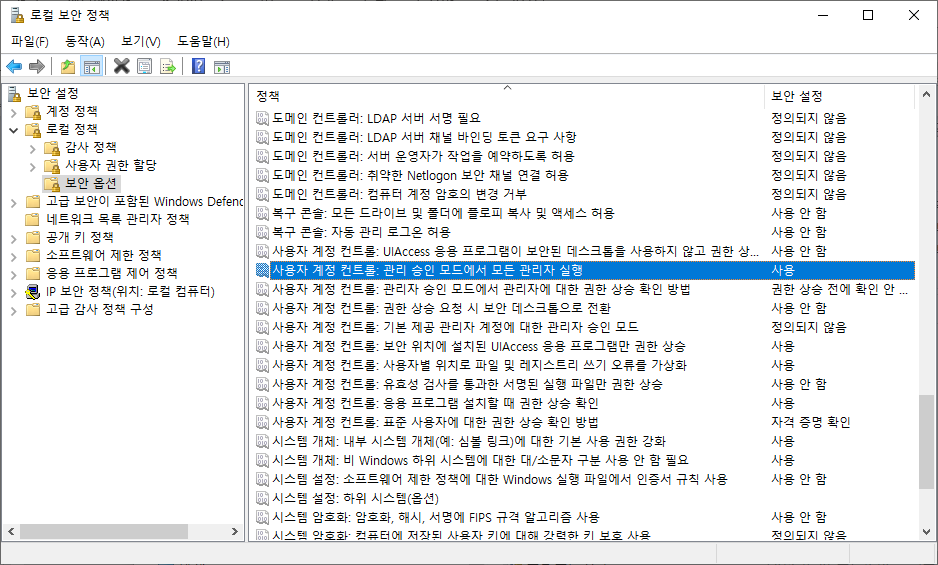 로컬 보안 정책
파일(F) 동작(A) 보기(V) 도움말(H)
보안 설정
계정 정책
로컬 정책
감사 정책
사용자 권한 할당
보안 옵션
고급 보안이 포함된 Windows Defend
네트워크 목록 관리자 정책
공개 키 정책
소프트웨어 제한 정책
응용 프로그램 제어 정책
IP 보안 정책(위치: 로컬 컴퓨터)
고급 감사 정책 구성
정책 보안 설정
도메인 컨트롤러: LDAP 서버 서명 필요 정의되지 않음
도메인 컨트롤러: LDAP 서버 채널 바인딩 토큰 요구 사항 정의되지 않음
도메인 컨트롤러: 서버 운영자가 작업을 예약하도록 허용 정의되지 않음
도메인 컨트롤러: 취약한 Netlogon 보안 채널 연결 허용 정의되지 않음
도메인 컨트롤러: 컴퓨터 계정 암호의 변경 거부 정의되지 않음
복구 콘솔: 모든 드라이브 및 폴더에 플로피 복사 및 액세스 허용 사용 안 함
복구 콘솔: 자동 관리 로그온 허용 사용 안 함
사용자 계정 컨트롤: UIAccess 응용 프로그램이 보안된 데스크톱을 사용하지 않고 권한 상... 사용 안 함
사용자 계정 컨트롤: 관리 승인 모드에서 모든 관리자 실행 사용
사용자 계정 컨트롤: 관리자 승인 모드에서 관리자에 대한 권한 상승 확인 방법 권한 상승 전에 확인 안 ...
사용자 계정 컨트롤: 권한 상승 요청 시 보안 데스크톱으로 전환 사용 안 함
사용자 계정 컨트롤: 기본 제공 관리자 계정에 대한 관리자 승인 모드 정의되지 않음
사용자 계정 컨트롤: 보안 위치에 설치된 UIAccess 응용 프로그램만 권한 상승 사용
사용자 계정 컨트롤: 사용자별 위치로 파일 및 레지스트리 쓰기 오류를 가상화 사용
사용자 계정 컨트롤: 유효성 검사를 통과한 서명된 실행 파일만 권한 상승 사용 안 함
사용자 계정 컨트롤: 응용 프로그램 설치할 때 권한 상승 확인 사용
사용자 계정 컨트롤: 표준 사용자에 대한 권한 상승 확인 방법 자격 증명 확인
시스템 개체: 내부 시스템 개체(예: 심볼 링크)에 대한 기본 사용 권한 강화 사용
시스템 개체: 비 Windows 하위 시스템에 대한 대/소문자 구분 사용 안 함 필요 사용
시스템 설정: 소프트웨어 제한 정책에 대한 Windows 실행 파일에서 인증서 규칙 사용 사용 안 함
시스템 설정: 하위 시스템(옵션)
시스템 암호화: 암호화, 해시, 서명에 FIPS 규격 알고리즘 사용 사용 안 함
시스템 암호화: 컴퓨터에 저장된 사용자 키에 대해 강력한 키 보호 사용 정의되지 않음